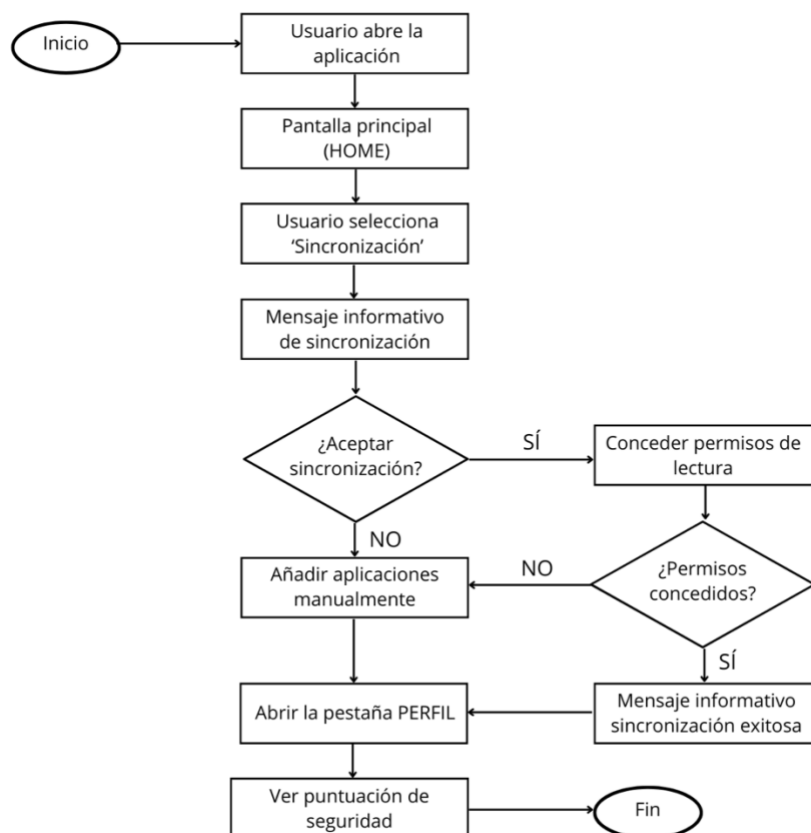 Inicio
Usuario abre la
aplicación
Pantalla principal
(HOME)
Usuario selecciona
‘Sincronización’
Mensaje informativo
de sincronización
¿Aceptar
sincronización?
SÍ
Conceder permisos de
lectura
NO
Añadir aplicaciones
manualmente
NO
¿Permisos
concedidos?
SÍ
Abrir la pestaña PERFIL
Mensaje informativo
sincronización exitosa
Ver puntuación de
seguridad
Fin